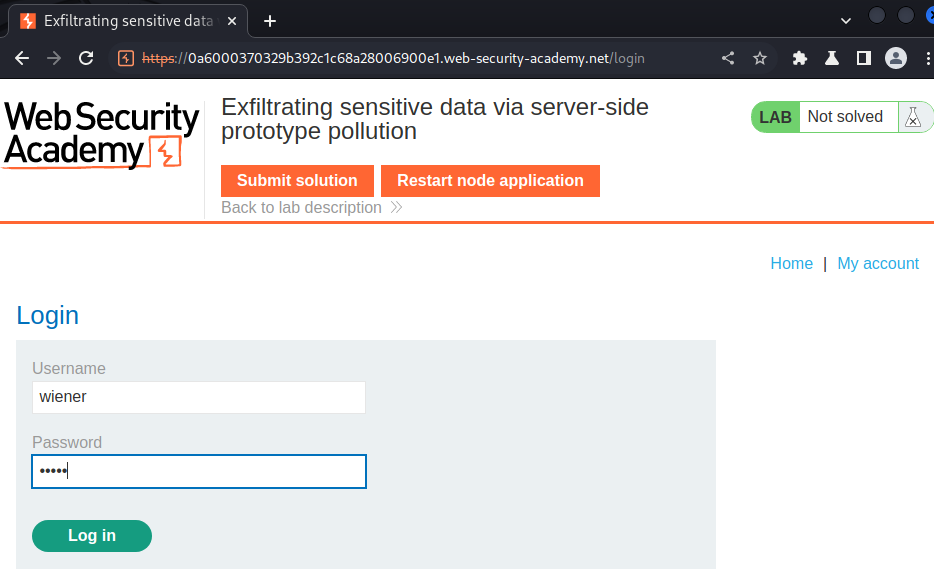 Exfiltrating sensitive data
https://0a6000370329b392c1c68a28006900e1.web-security-academy.net/login
Web Security
Academy
Exfiltrating sensitive data via server-side
prototype pollution
LAB Not solved
Submit solution Restart node application
Back to lab description
Home | My account
Login
Username
wiener
Password
•••••
Log in